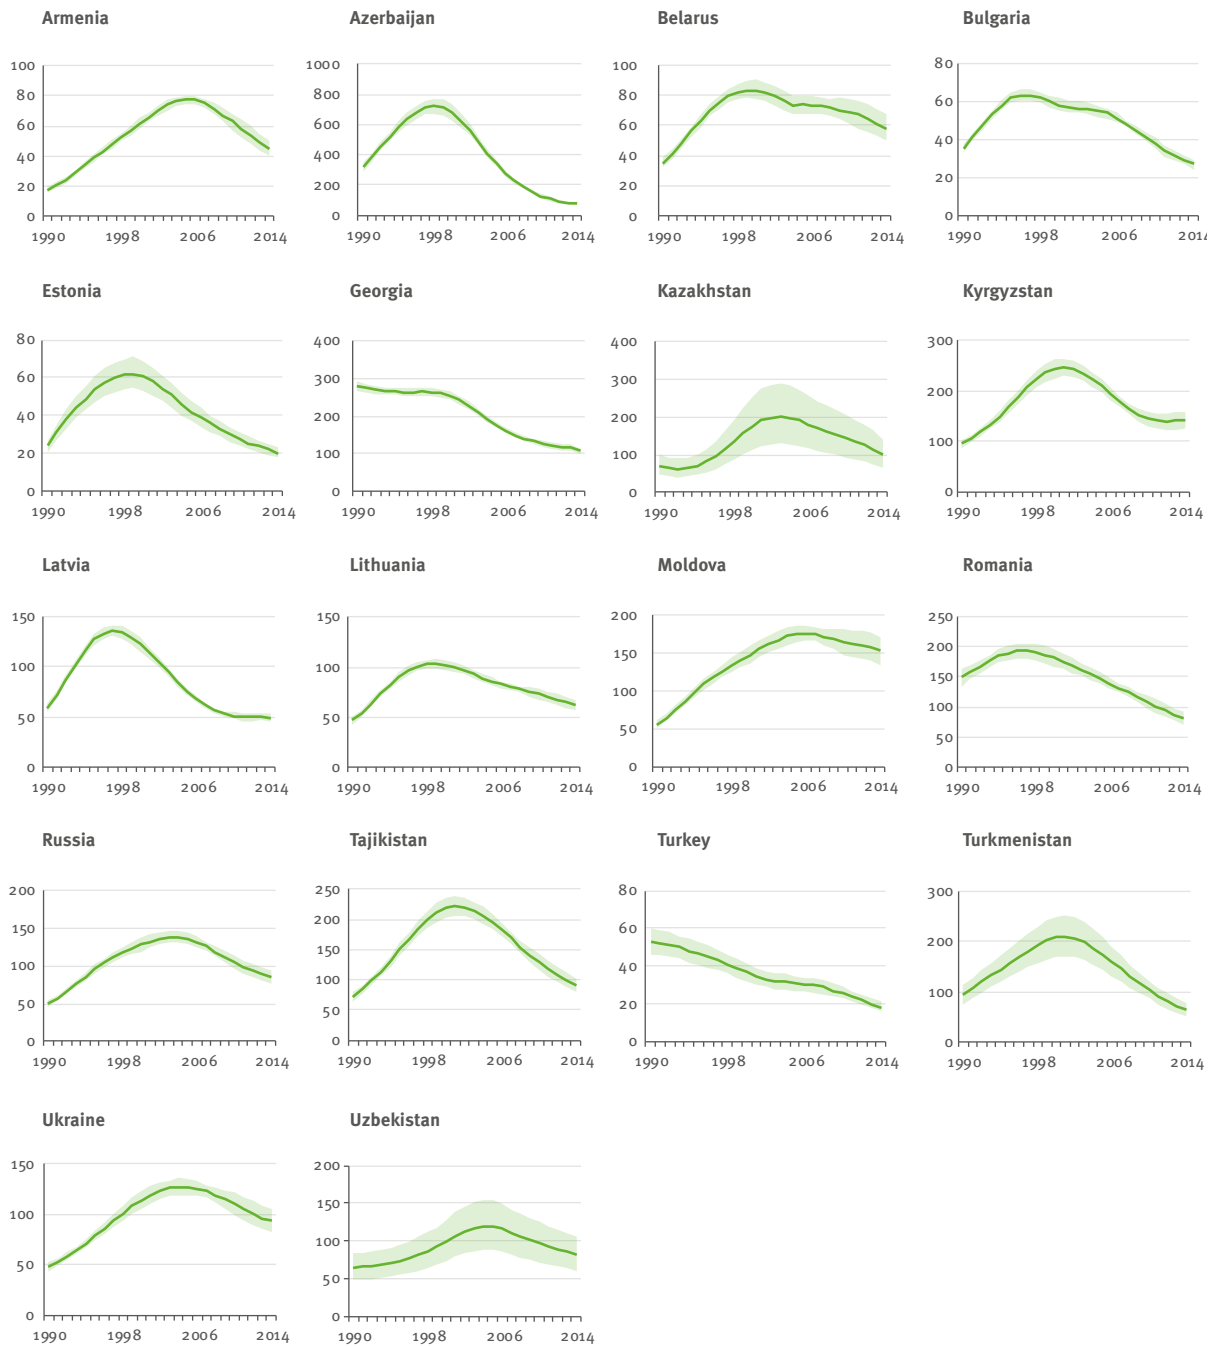 Armenia Azerbaijan Belarus Bulgaria
100 1000 100 80
80 800 80
60 600 60 60
40 400 40 40
20 200 20 20
0 0 0 0
1990 1998 2006 2014 1990 1998 2006 2014 1990 1998 2006 2014 1990 1998 2006 2014
Estonia Georgia Kazakhstan Kyrgyzstan
80 400 400 300
60 300 300 200
40 200 200 100
20 100 100
0 0 0 0
1990 1998 2006 2014 1990 1998 2006 2014 1990 1998 2006 2014 1990 1998 2006 2014
Latvia Lithuania Moldova Romania
150 150 200 250
100 100 150 200
50 50 100 150
50 100
50
0 0 0 0
1990 1998 2006 2014 1990 1998 2006 2014 1990 1998 2006 2014 1990 1998 2006 2014
Russia Tajikistan Turkey Turkmenistan
200 250 80 300
150 200 60 200
100 150 40 100
50 100 20
50
0 0 0 0
1990 1998 2006 2014 1990 1998 2006 2014 1990 1998 2006 2014 1990 1998 2006 2014
Ukraine Uzbekistan
150 200
100 150
50 100
50
0 0
1990 1998 2006 2014 1990 1998 2006 2014